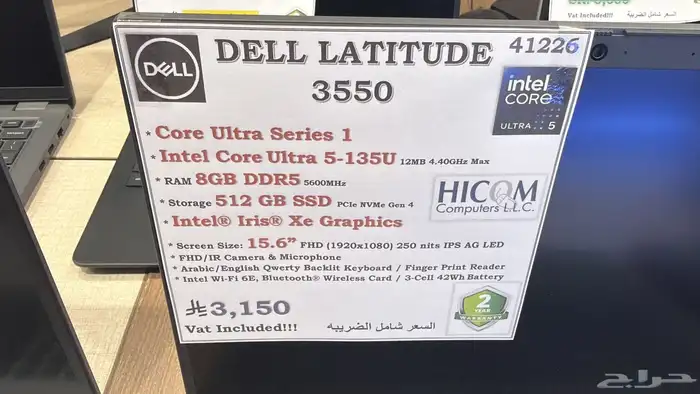 DELL
DELL LATITUDE
3550
41226
intel
CORE
ULTRA 5
* Core Ultra Series 1
* Intel Core Ultra 5-135U 12MB 4.40GHz Max
* RAM 8GB DDR5 5600MHz
* Storage 512 GB SSD PCIe NVMe Gen 4
* Intel® Iris® Xe Graphics
HICOM
Computers L.L.C.
* Screen Size: 15.6” FHD (1920x1080) 250 nits IPS AG LED
* FHD/IR Camera & Microphone
* Arabic/English Qwerty Backlit Keyboard / Finger Print Reader
* Intel Wi-Fi 6E, Bluetooth® Wireless Card / 3-Cell 42Wh Battery
3,150
Vat Included!!! السعر شامل الضريبه
2
YEAR
WARRANTY
Vat Included!!! السعر شامل الضريبه
حراج